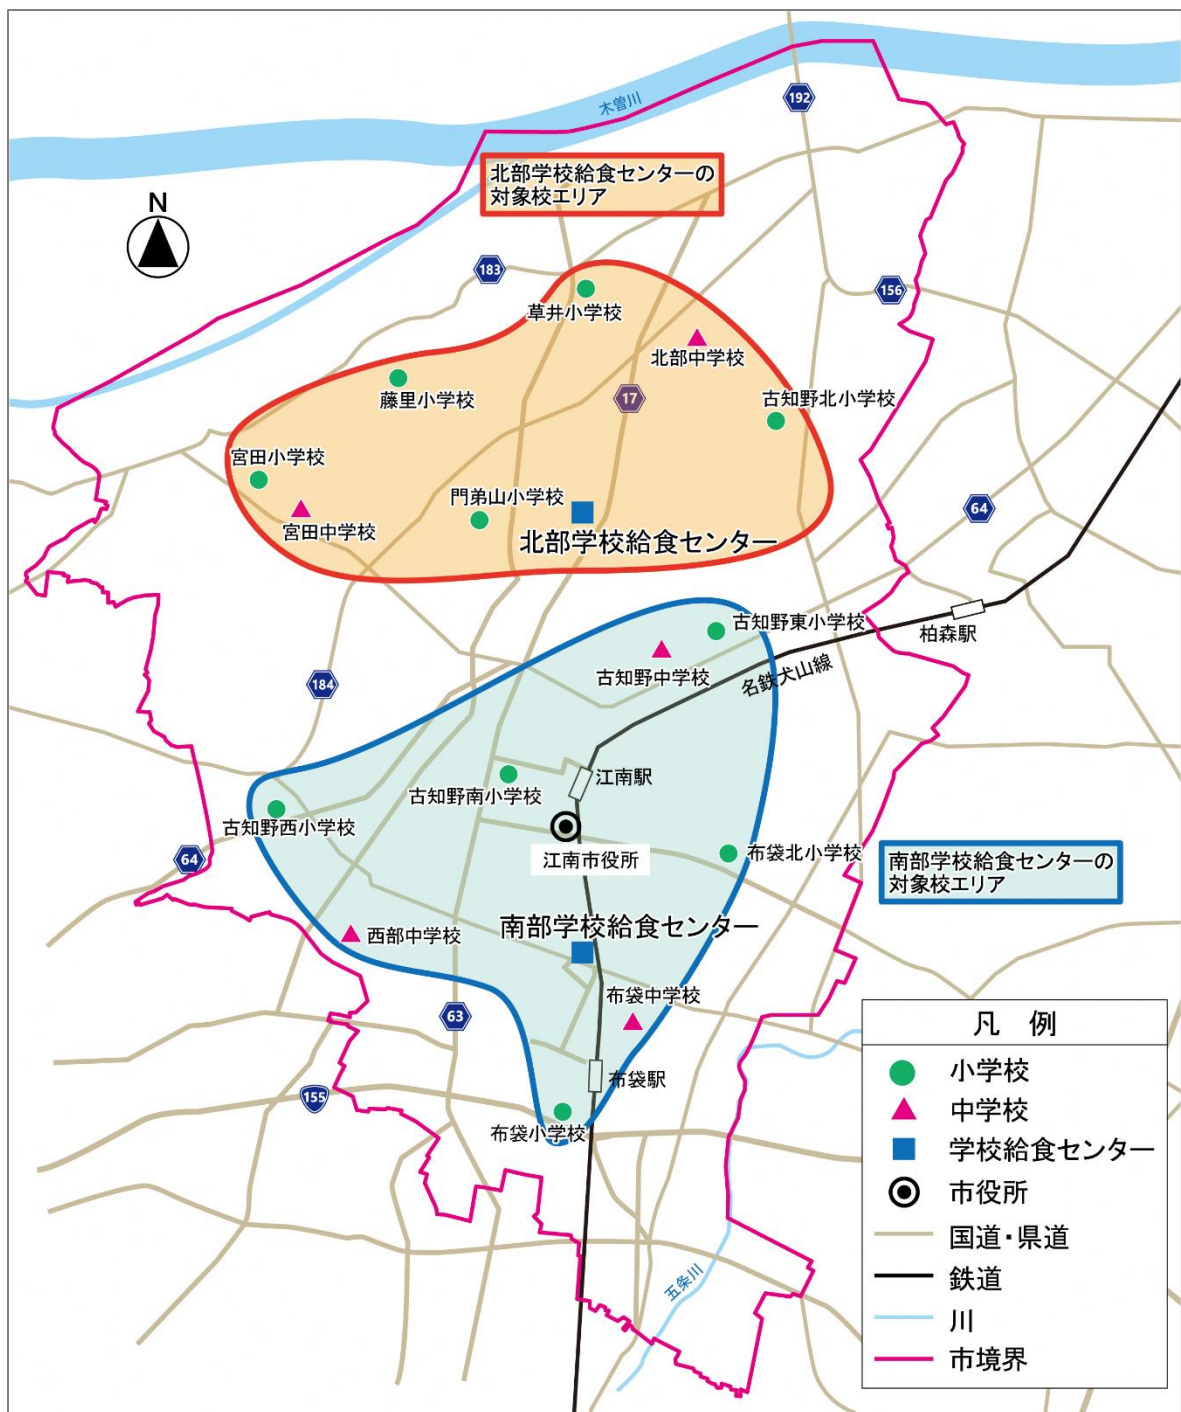 192
木曽川
北部学校給食センターの
対象校エリア
N
183
156
草井小学校
北部中学校
藤里小学校
17
古知野北小学校
宮田小学校
門弟山小学校
64
宮田中学校
北部学校給食センター
古知野東小学校
柏森駅
古知野中学校
名鉄犬山線
184
江南駅
古知野南小学校
古知野西小学校
64
江南市役所
布袋北小学校
南部学校給食センターの
対象校エリア
南部学校給食センター
西部中学校
布袋中学校
63
布袋駅
155
布袋小学校
五条川
凡 例
小学校
中学校
学校給食センター
市役所
国道・県道
鉄道
川
市境界